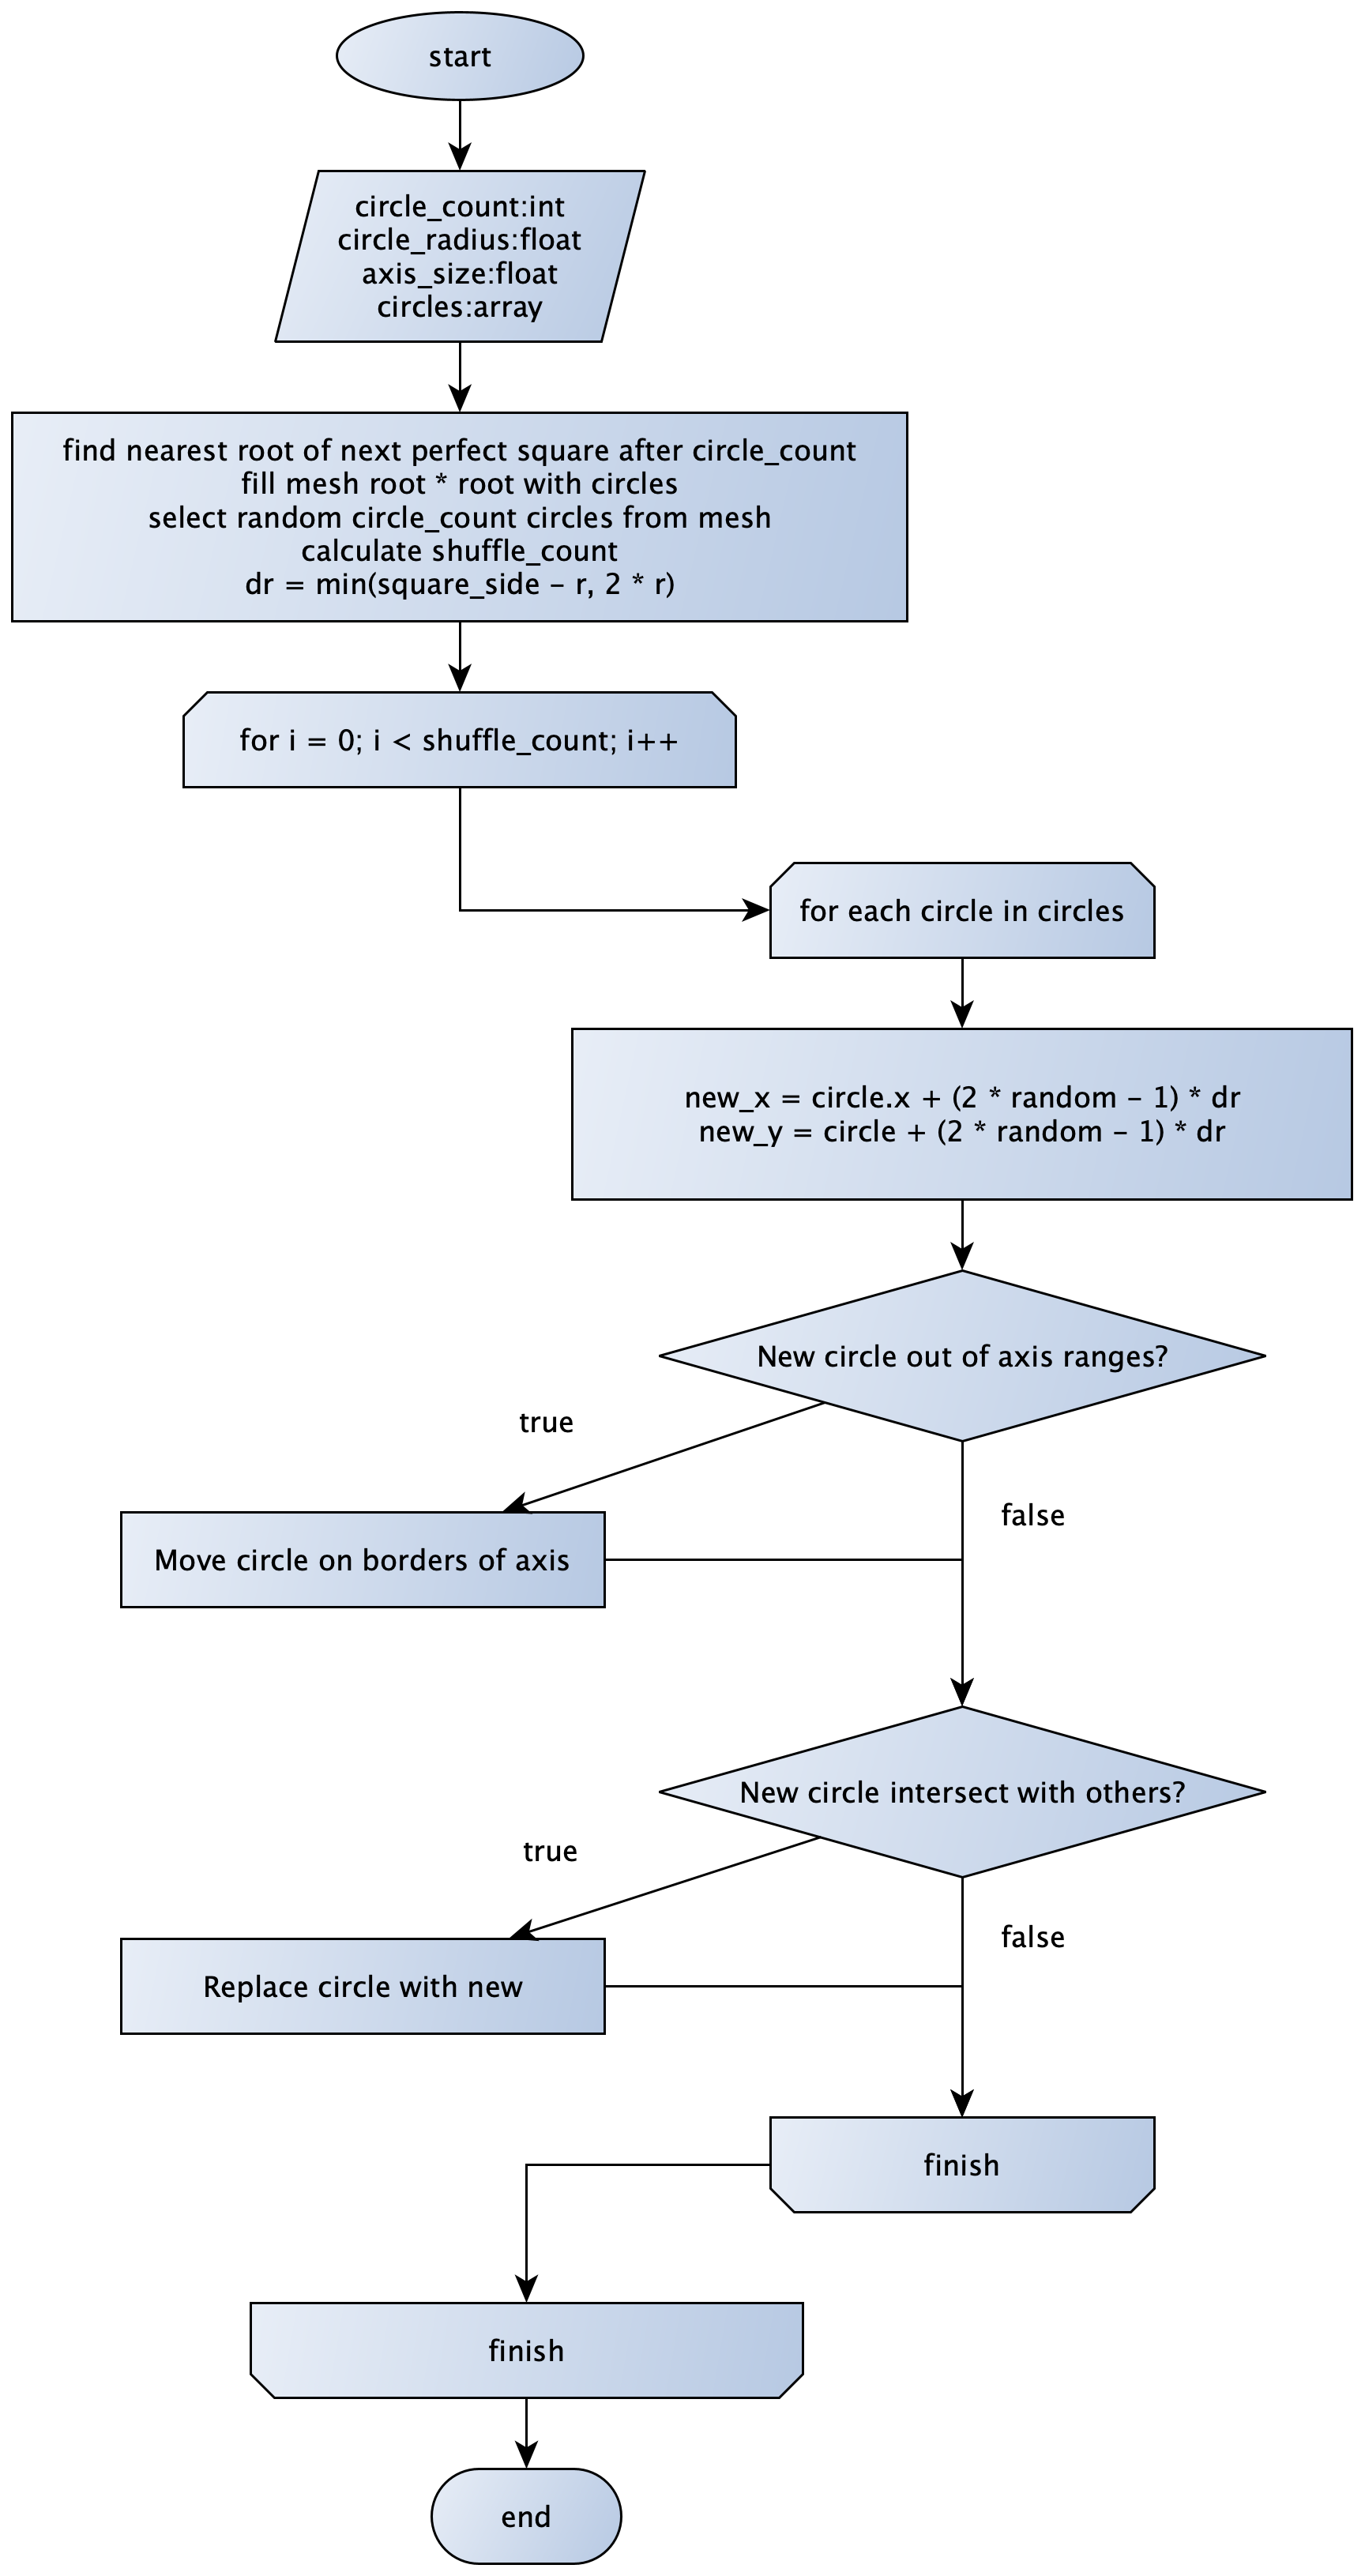 start
circle_count:int
circle_radius:float
axis_size:float
circles:array
find nearest root of next perfect square after circle_count
fill mesh root * root with circles
select random circle_count circles from mesh
calculate shuffle_count
dr = min(square_side - r, 2 * r)
for i = 0; i < shuffle_count; i++
for each circle in circles
new_x = circle.x + (2 * random - 1) * dr
new_y = circle + (2 * random - 1) * dr
New circle out of axis ranges?
true
false
Move circle on borders of axis
New circle intersect with others?
true
false
Replace circle with new
finish
finish
end